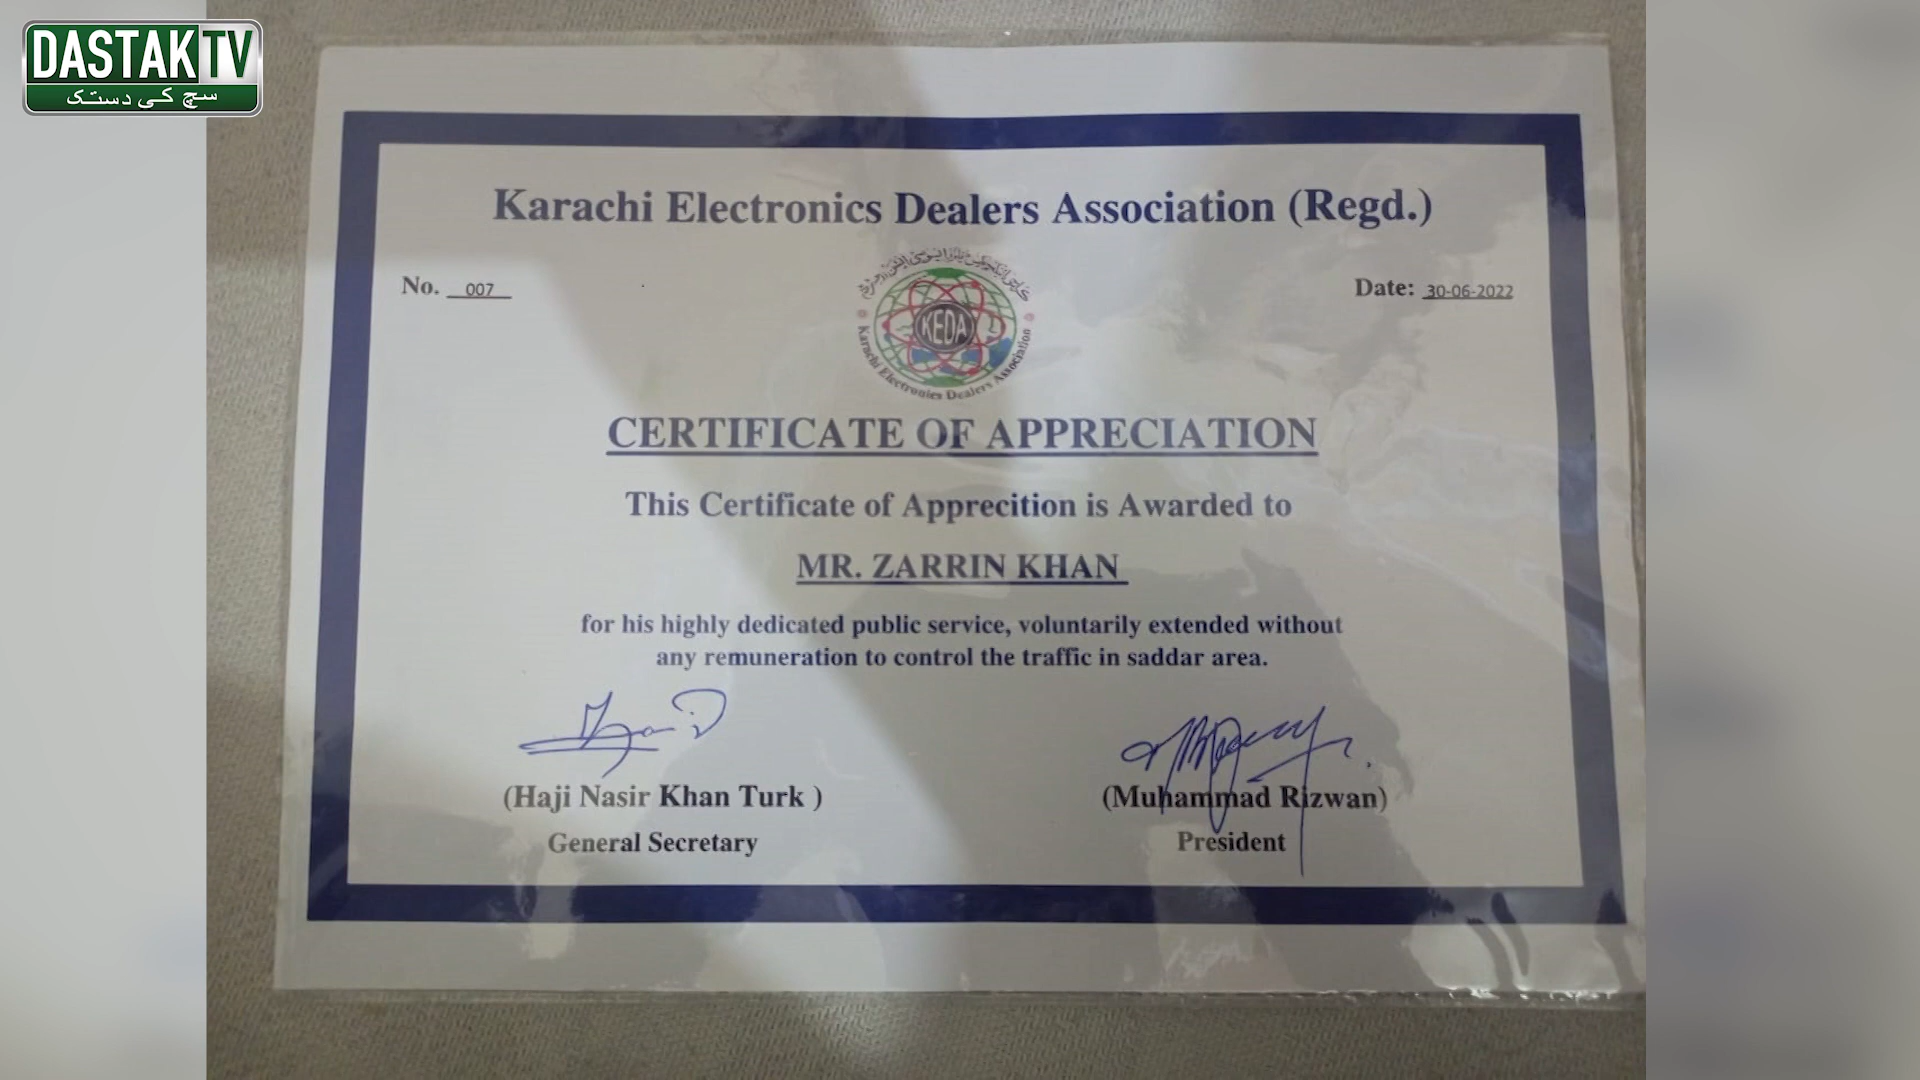 DASTAK TV
سچ کی دستک
Karachi Electronics Dealers Association (Regd.)
No. 007
Date: 30-06-2022
KEDA
Karachi Electronics Dealers Association
CERTIFICATE OF APPRECIATION
This Certificate of Apprecition is Awarded to
MR. ZARRIN KHAN
for his highly dedicated public service, voluntarily extended without
any remuneration to control the traffic in saddar area.
(Haji Nasir Khan Turk )
(Muhammad Rizwan)
General Secretary
President